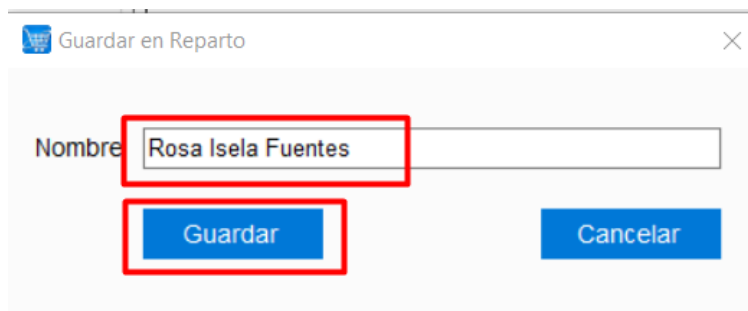 Guardar en Reparto
Nombre Rosa Isela Fuentes
Guardar Cancelar